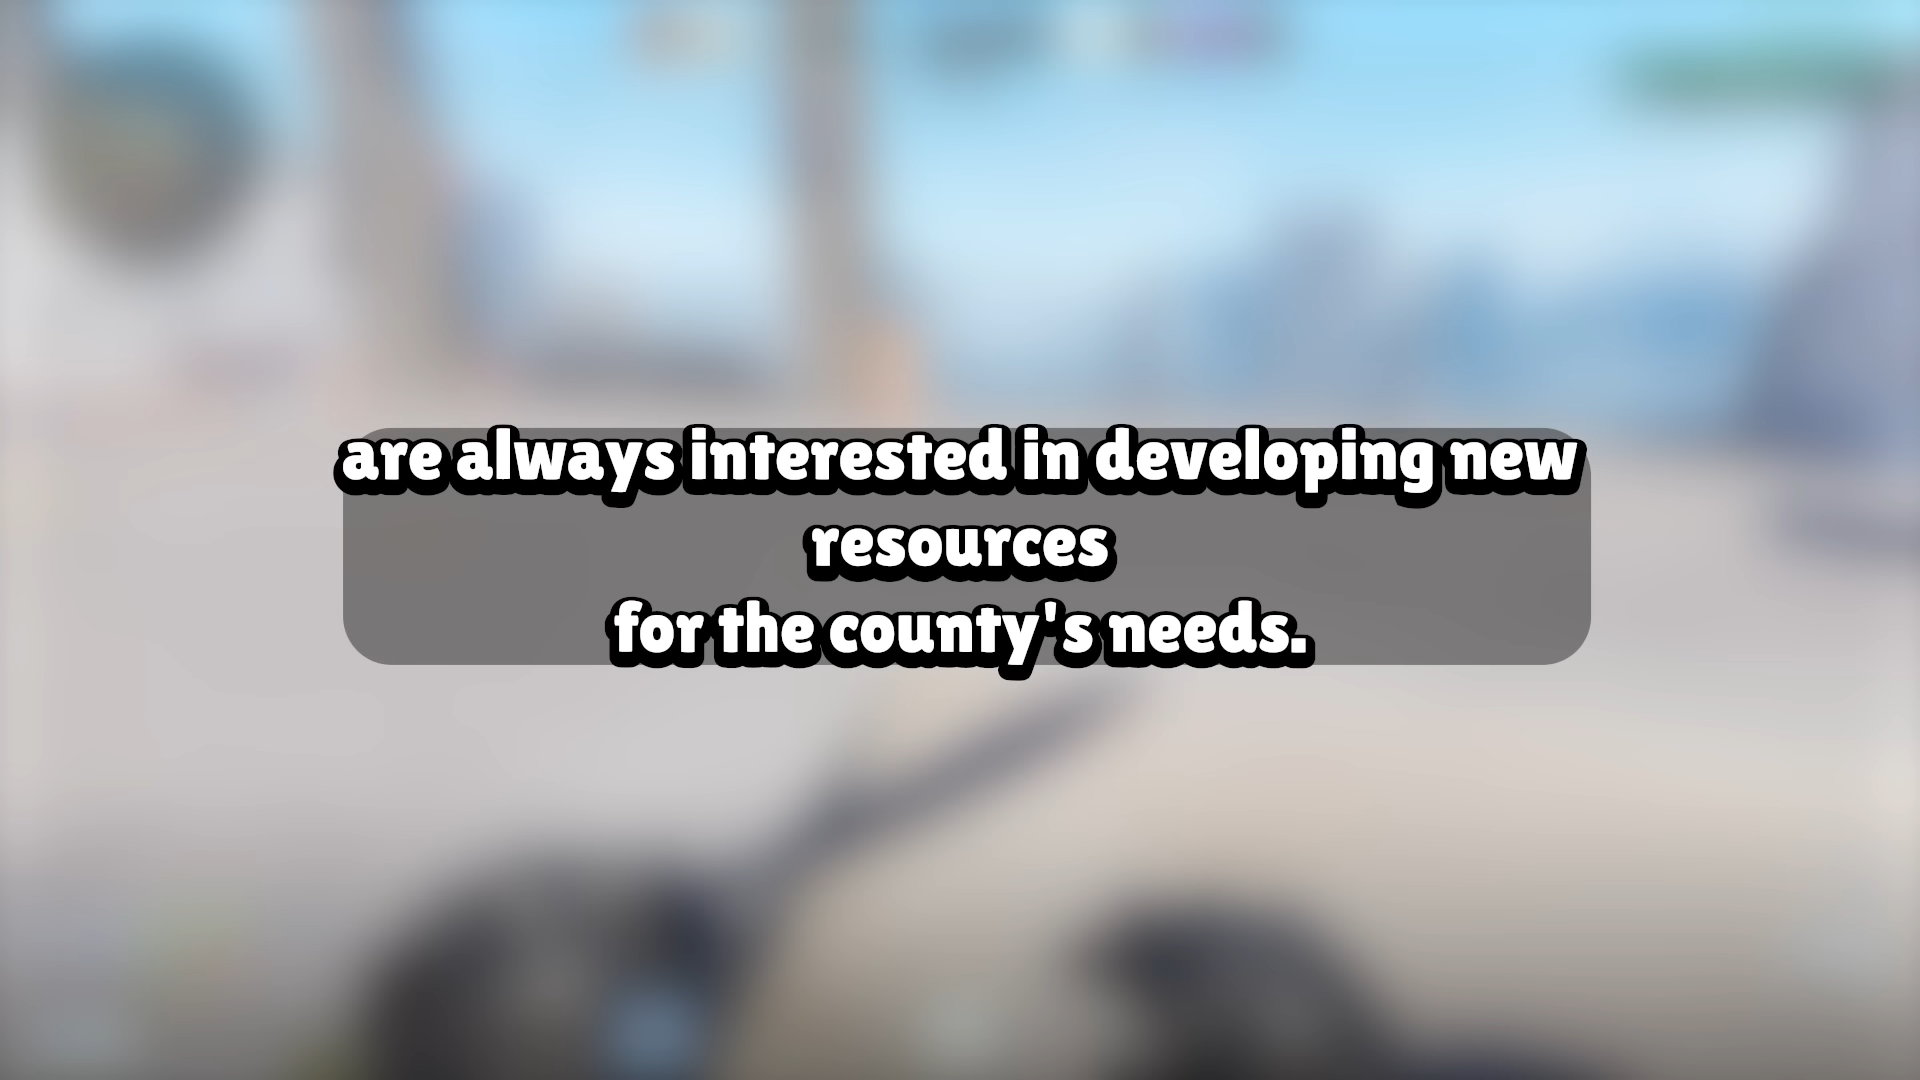 are always interested in developing new
resources
for the county's needs.